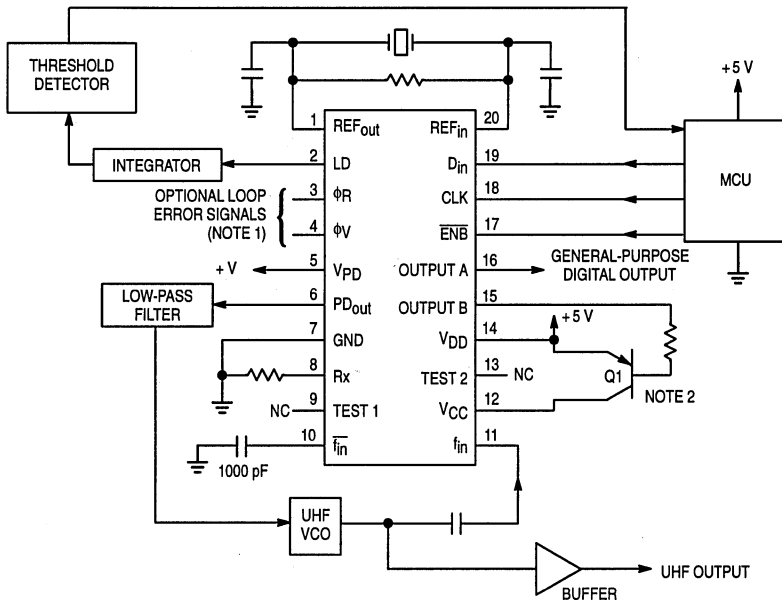 THRESHOLD
DETECTOR
+5 V
1 REFout REFin 20
INTEGRATOR
2 LD Din 19
MCU
OPTIONAL LOOP
ERROR SIGNALS
(NOTE 1)
3 ϕR CLK 18
4 ϕV ENB 17
+V
5 VPD OUTPUT A 16
GENERAL-PURPOSE
DIGITAL OUTPUT
LOW-PASS
FILTER
6 PDout OUTPUT B 15
+5 V
7 GND VDD 14
8 Rx TEST 2 13 NC
Q1
NOTE 2
NC 9 TEST 1 VCC 12
10 fin fin 11
1000 pF
UHF
VCO
BUFFER
UHF OUTPUT